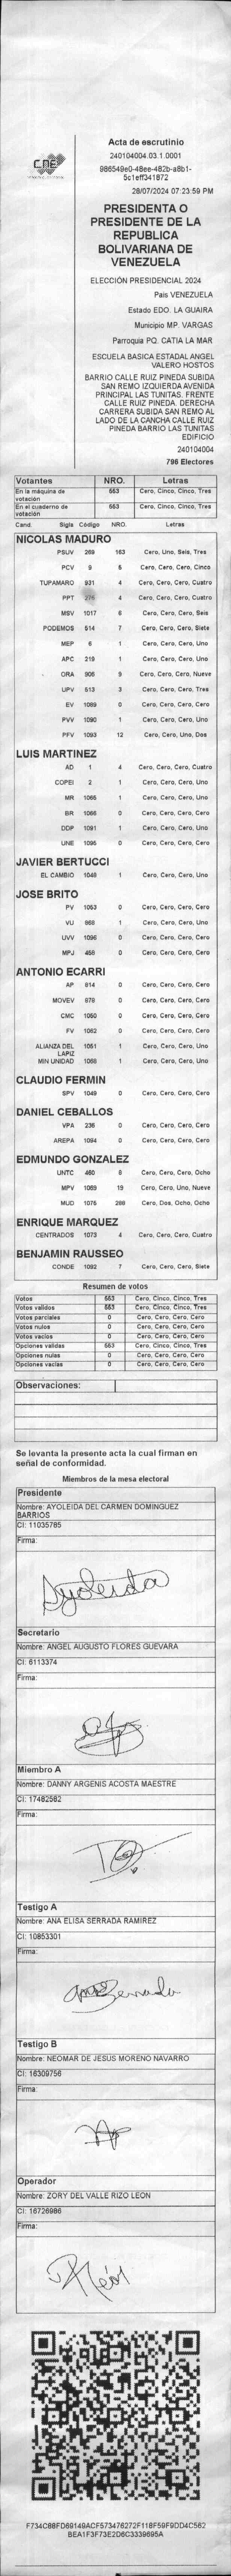 CNE
Acta de escrutinio
240104004.03.1.0001
986549e0-48ee-482b-a8b1-
5c1eff341872
28/07/2024 07:23:59 PM
PRESIDENTA O
PRESIDENTE DE LA
REPUBLICA
BOLIVARIANA DE
VENEZUELA
ELECCIÓN PRESIDENCIAL 2024
Pais VENEZUELA
Estado EDO. LA GUAIRA
Municipio MP. VARGAS
Parroquia PQ. CATIA LA MAR
ESCUELA BASICA ESTADAL ANGEL
VALERO HOSTOS
BARRIO CALLE RUIZ PINEDA SUBIDA
SAN REMO IZQUIERDA AVENIDA
PRINCIPAL LAS TUNITAS. FRENTE
CALLE RUIZ PINEDA. DERECHA
CARRERA SUBIDA SAN REMO AL
LADO DE LA CANCHA CALLE RUIZ
PINEDA BARRIO LAS TUNITAS
EDIFICIO
240104004
796 Electores
Votantes NRO. Letras
En la máquina de votación 553 Cero, Cinco, Cinco, Tres
En el cuaderno de votación 553 Cero, Cinco, Cinco, Tres
Cand. Sigla Código NRO. Letras
NICOLAS MADURO
PSUV 269 163 Cero, Uno, Seis, Tres
PCV 9 5 Cero, Cero, Cero, Cinco
TUPAMARO 931 4 Cero, Cero, Cero, Cuatro
PPT 275 4 Cero, Cero, Cero, Cuatro
MSV 1017 6 Cero, Cero, Cero, Seis
PODEMOS 514 7 Cero, Cero, Cero, Siete
MEP 6 1 Cero, Cero, Cero, Uno
APC 219 1 Cero, Cero, Cero, Uno
ORA 906 9 Cero, Cero, Cero, Nueve
UPV 513 3 Cero, Cero, Cero, Tres
EV 1089 0 Cero, Cero, Cero, Cero
PVV 1090 1 Cero, Cero, Cero, Uno
PFV 1093 12 Cero, Cero, Uno, Dos
LUIS MARTINEZ
AD 1 4 Cero, Cero, Cero, Cuatro
COPEI 2 1 Cero, Cero, Cero, Uno
MR 1065 1 Cero, Cero, Cero, Uno
BR 1066 0 Cero, Cero, Cero, Cero
DDP 1091 1 Cero, Cero, Cero, Uno
UNE 1095 0 Cero, Cero, Cero, Cero
JAVIER BERTUCCI
EL CAMBIO 1048 1 Cero, Cero, Cero, Uno
JOSE BRITO
PV 1053 0 Cero, Cero, Cero, Cero
VU 868 1 Cero, Cero, Cero, Uno
UVV 1096 0 Cero, Cero, Cero, Cero
MPJ 458 0 Cero, Cero, Cero, Cero
ANTONIO ECARRI
AP 814 0 Cero, Cero, Cero, Cero
MOVEV 978 0 Cero, Cero, Cero, Cero
CMC 1050 0 Cero, Cero, Cero, Cero
FV 1052 0 Cero, Cero, Cero, Cero
ALIANZA DEL LAPIZ 1051 1 Cero, Cero, Cero, Uno
MIN UNIDAD 1088 1 Cero, Cero, Cero, Uno
CLAUDIO FERMIN
SPV 1049 0 Cero, Cero, Cero, Cero
DANIEL CEBALLOS
VPA 236 0 Cero, Cero, Cero, Cero
AREPA 1094 0 Cero, Cero, Cero, Cero
EDMUNDO GONZALEZ
UNTC 460 8 Cero, Cero, Cero, Ocho
MPV 1069 19 Cero, Cero, Uno, Nueve
MUD 1075 288 Cero, Dos, Ocho, Ocho
ENRIQUE MARQUEZ
CENTRADOS 1073 4 Cero, Cero, Cero, Cuatro
BENJAMIN RAUSSEO
CONDE 1092 7 Cero, Cero, Cero, Siete
Resumen de votos
Votos 553 Cero, Cinco, Cinco, Tres
Votos validos 553 Cero, Cinco, Cinco, Tres
Votos parciales 0 Cero, Cero, Cero, Cero
Votos nulos 0 Cero, Cero, Cero, Cero
Votos vacios 0 Cero, Cero, Cero, Cero
Opciones validas 553 Cero, Cinco, Cinco, Tres
Opciones nulas 0 Cero, Cero, Cero, Cero
Opciones vacias 0 Cero, Cero, Cero, Cero
Observaciones:
Se levanta la presente acta la cual firman en
señal de conformidad.
Miembros de la mesa electoral
Presidente
Nombre: AYOLEIDA DEL CARMEN DOMINGUEZ
BARRIOS
CI: 11035785
Firma:
Ayoleida
Secretario
Nombre: ANGEL AUGUSTO FLORES GUEVARA
CI: 6113374
Firma:
Miembro A
Nombre: DANNY ARGENIS ACOSTA MAESTRE
CI: 17482582
Firma:
Testigo A
Nombre: ANA ELISA SERRADA RAMIREZ
CI: 10853301
Firma:
Ana Serrada
Testigo B
Nombre: NEOMAR DE JESUS MORENO NAVARRO
CI: 16309756
Firma:
Operador
Nombre: ZORY DEL VALLE RIZO LEON
CI: 16726986
Firma:
F734C88FD69149ACF573476272F118F59F9DD4C562
BEA1F3F73E2D6C3339695A